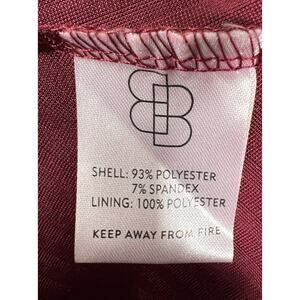 SHELL: 93% POLYESTER
7% SPANDEX
LINING: 100% POLYESTER
KEEP AWAY FROM FIRE